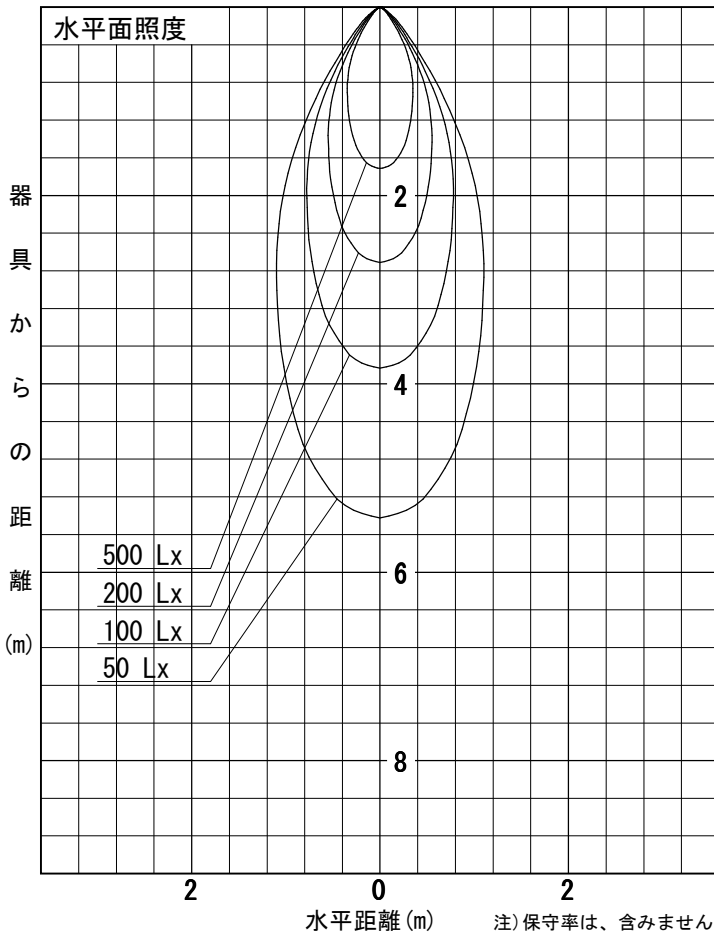 水平面照度
器具からの距離(m)
2
4
6
8
500 Lx
200 Lx
100 Lx
50 Lx
2
0
2
水平距離(m)
注)保守率は、含みません